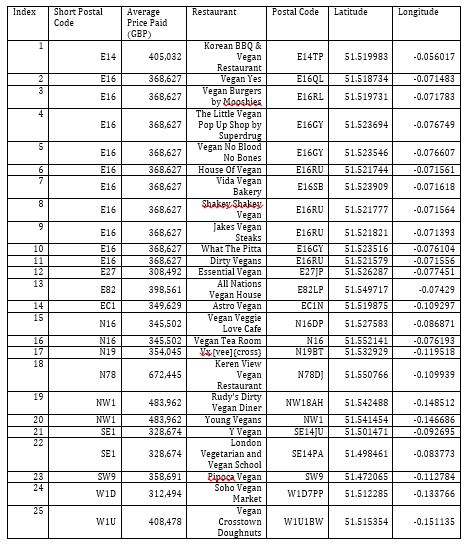 Index Short Postal Code Average Price Paid (GBP) Restaurant Postal Code Latitude Longitude
1 E14 405,032 Korean BBQ & Vegan Restaurant E14TP 51.519983 -0.056017
2 E16 368,627 Vegan Yes E16QL 51.518734 -0.071483
3 E16 368,627 Vegan Burgers by Mooshies E16RL 51.519731 -0.071783
4 E16 368,627 The Little Vegan Pop Up Shop by Superdrug E16GY 51.523694 -0.076749
5 E16 368,627 Vegan No Blood No Bones E16GY 51.523546 -0.076607
6 E16 368,627 House Of Vegan E16RU 51.521744 -0.071561
7 E16 368,627 Vida Vegan Bakery E16SB 51.523909 -0.071618
8 E16 368,627 Shakey Shakey Vegan E16RU 51.521777 -0.071564
9 E16 368,627 Jakes Vegan Steaks E16RU 51.521821 -0.071393
10 E16 368,627 What The Pitta E16GY 51.523516 -0.076104
11 E16 368,627 Dirty Vegans E16RU 51.521579 -0.071556
12 E27 308,492 Essential Vegan E27JP 51.526287 -0.077451
13 E82 398,561 All Nations Vegan House E82LP 51.549717 -0.07429
14 EC1 349,629 Astro Vegan EC1N 51.519875 -0.109297
15 N16 345,502 Vegan Veggie Love Cafe N16DP 51.527583 -0.086871
16 N16 345,502 Vegan Tea Room N16 51.552141 -0.076193
17 N19 354,045 Vx [vee]{cross} N19BT 51.532929 -0.119518
18 N78 672,445 Keren View Vegan Restaurant N78DJ 51.550766 -0.109939
19 NW1 483,962 Rudy's Dirty Vegan Diner NW18AH 51.542488 -0.148512
20 NW1 483,962 Young Vegans NW1 51.541454 -0.146686
21 SE1 328,674 Y Vegan SE14JU 51.501471 -0.092695
22 SE1 328,674 London Vegetarian and Vegan School SE14PA 51.498461 -0.083773
23 SW9 358,691 Pipoca Vegan SW9 51.472065 -0.112784
24 W1D 312,494 Soho Vegan Market W1D7PP 51.512285 -0.133766
25 W1U 408,478 Vegan Crosstown Doughnuts W1U1BW 51.515354 -0.151135